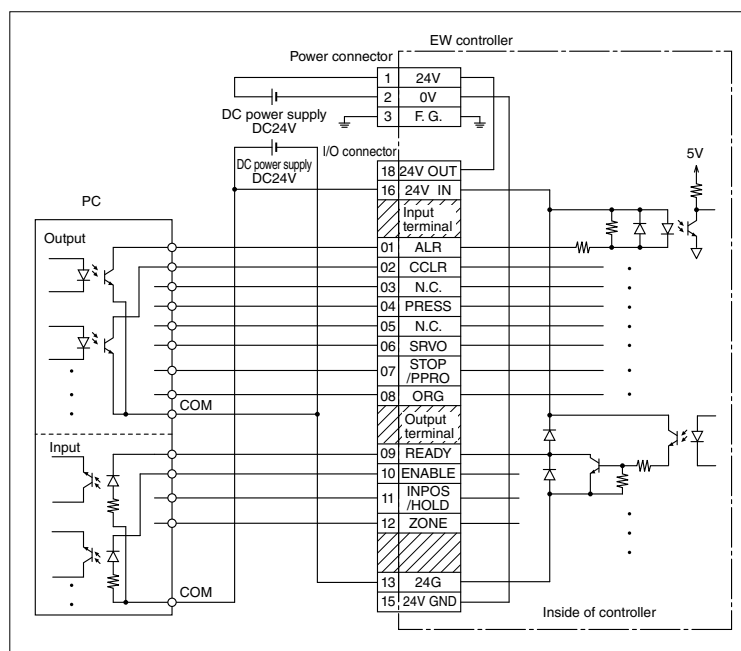 EW controller
Power connector
1 24V
2 0V
3 F. G.
DC power supply
DC24V
I/O connector
DC power supply
DC24V
18 24V OUT
16 24V IN
5V
PC
Input
terminal
Output
01 ALR
02 CCLR
03 N.C.
04 PRESS
05 N.C.
06 SRVO
07 STOP
/PPRO
08 ORG
COM
Output
terminal
Input
09 READY
10 ENABLE
11 INPOS
/HOLD
12 ZONE
13 24G
COM
15 24V GND
Inside of controller